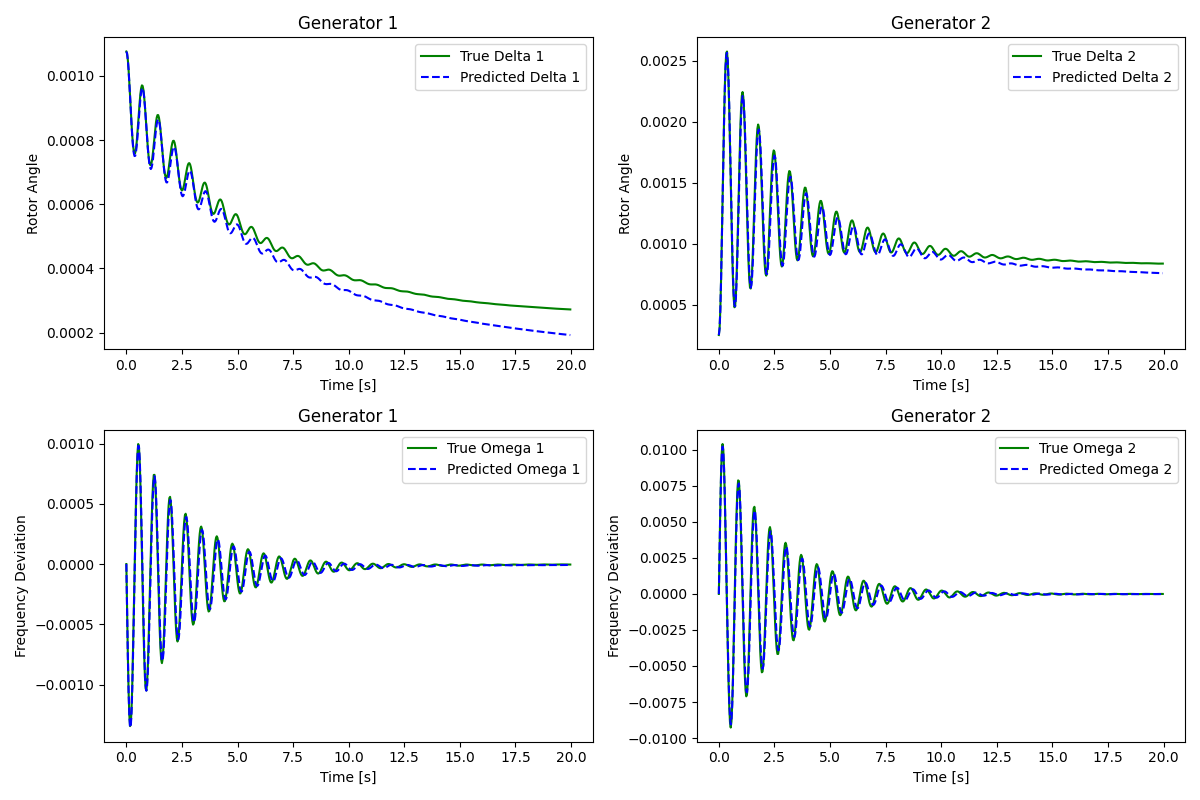 Generator 1
True Delta 1
Predicted Delta 1
Rotor Angle
0.0010
0.0008
0.0006
0.0004
0.0002
0.0 2.5 5.0 7.5 10.0 12.5 15.0 17.5 20.0
Time [s]
Generator 2
True Delta 2
Predicted Delta 2
Rotor Angle
0.0025
0.0020
0.0015
0.0010
0.0005
0.0 2.5 5.0 7.5 10.0 12.5 15.0 17.5 20.0
Time [s]
Generator 1
True Omega 1
Predicted Omega 1
Frequency Deviation
0.0010
0.0005
0.0000
−0.0005
−0.0010
0.0 2.5 5.0 7.5 10.0 12.5 15.0 17.5 20.0
Time [s]
Generator 2
True Omega 2
Predicted Omega 2
Frequency Deviation
0.0100
0.0075
0.0050
0.0025
0.0000
−0.0025
−0.0050
−0.0075
−0.0100
0.0 2.5 5.0 7.5 10.0 12.5 15.0 17.5 20.0
Time [s]